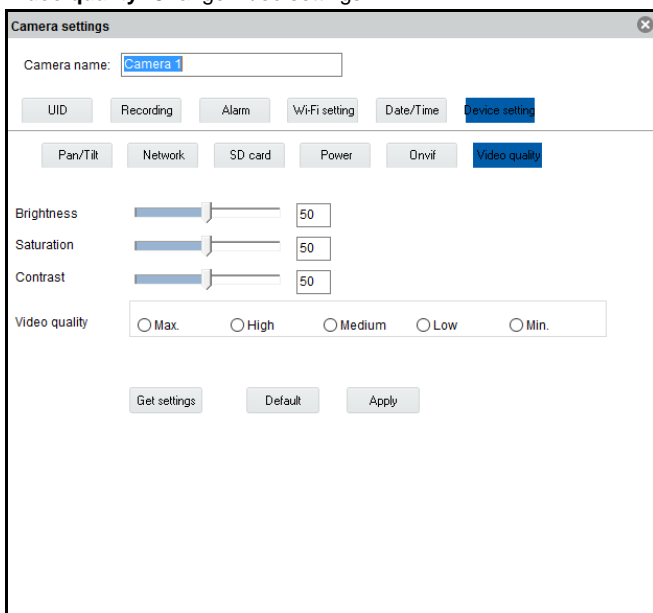 Camera settings
Camera name: Camera 1
UID Recording Alarm Wi-Fi setting Date/Time Device setting
Pan/Tilt Network SD card Power Onvif Video quality
Brightness 50
Saturation 50
Contrast 50
Video quality Max. High Medium Low Min.
Get settings Default Apply